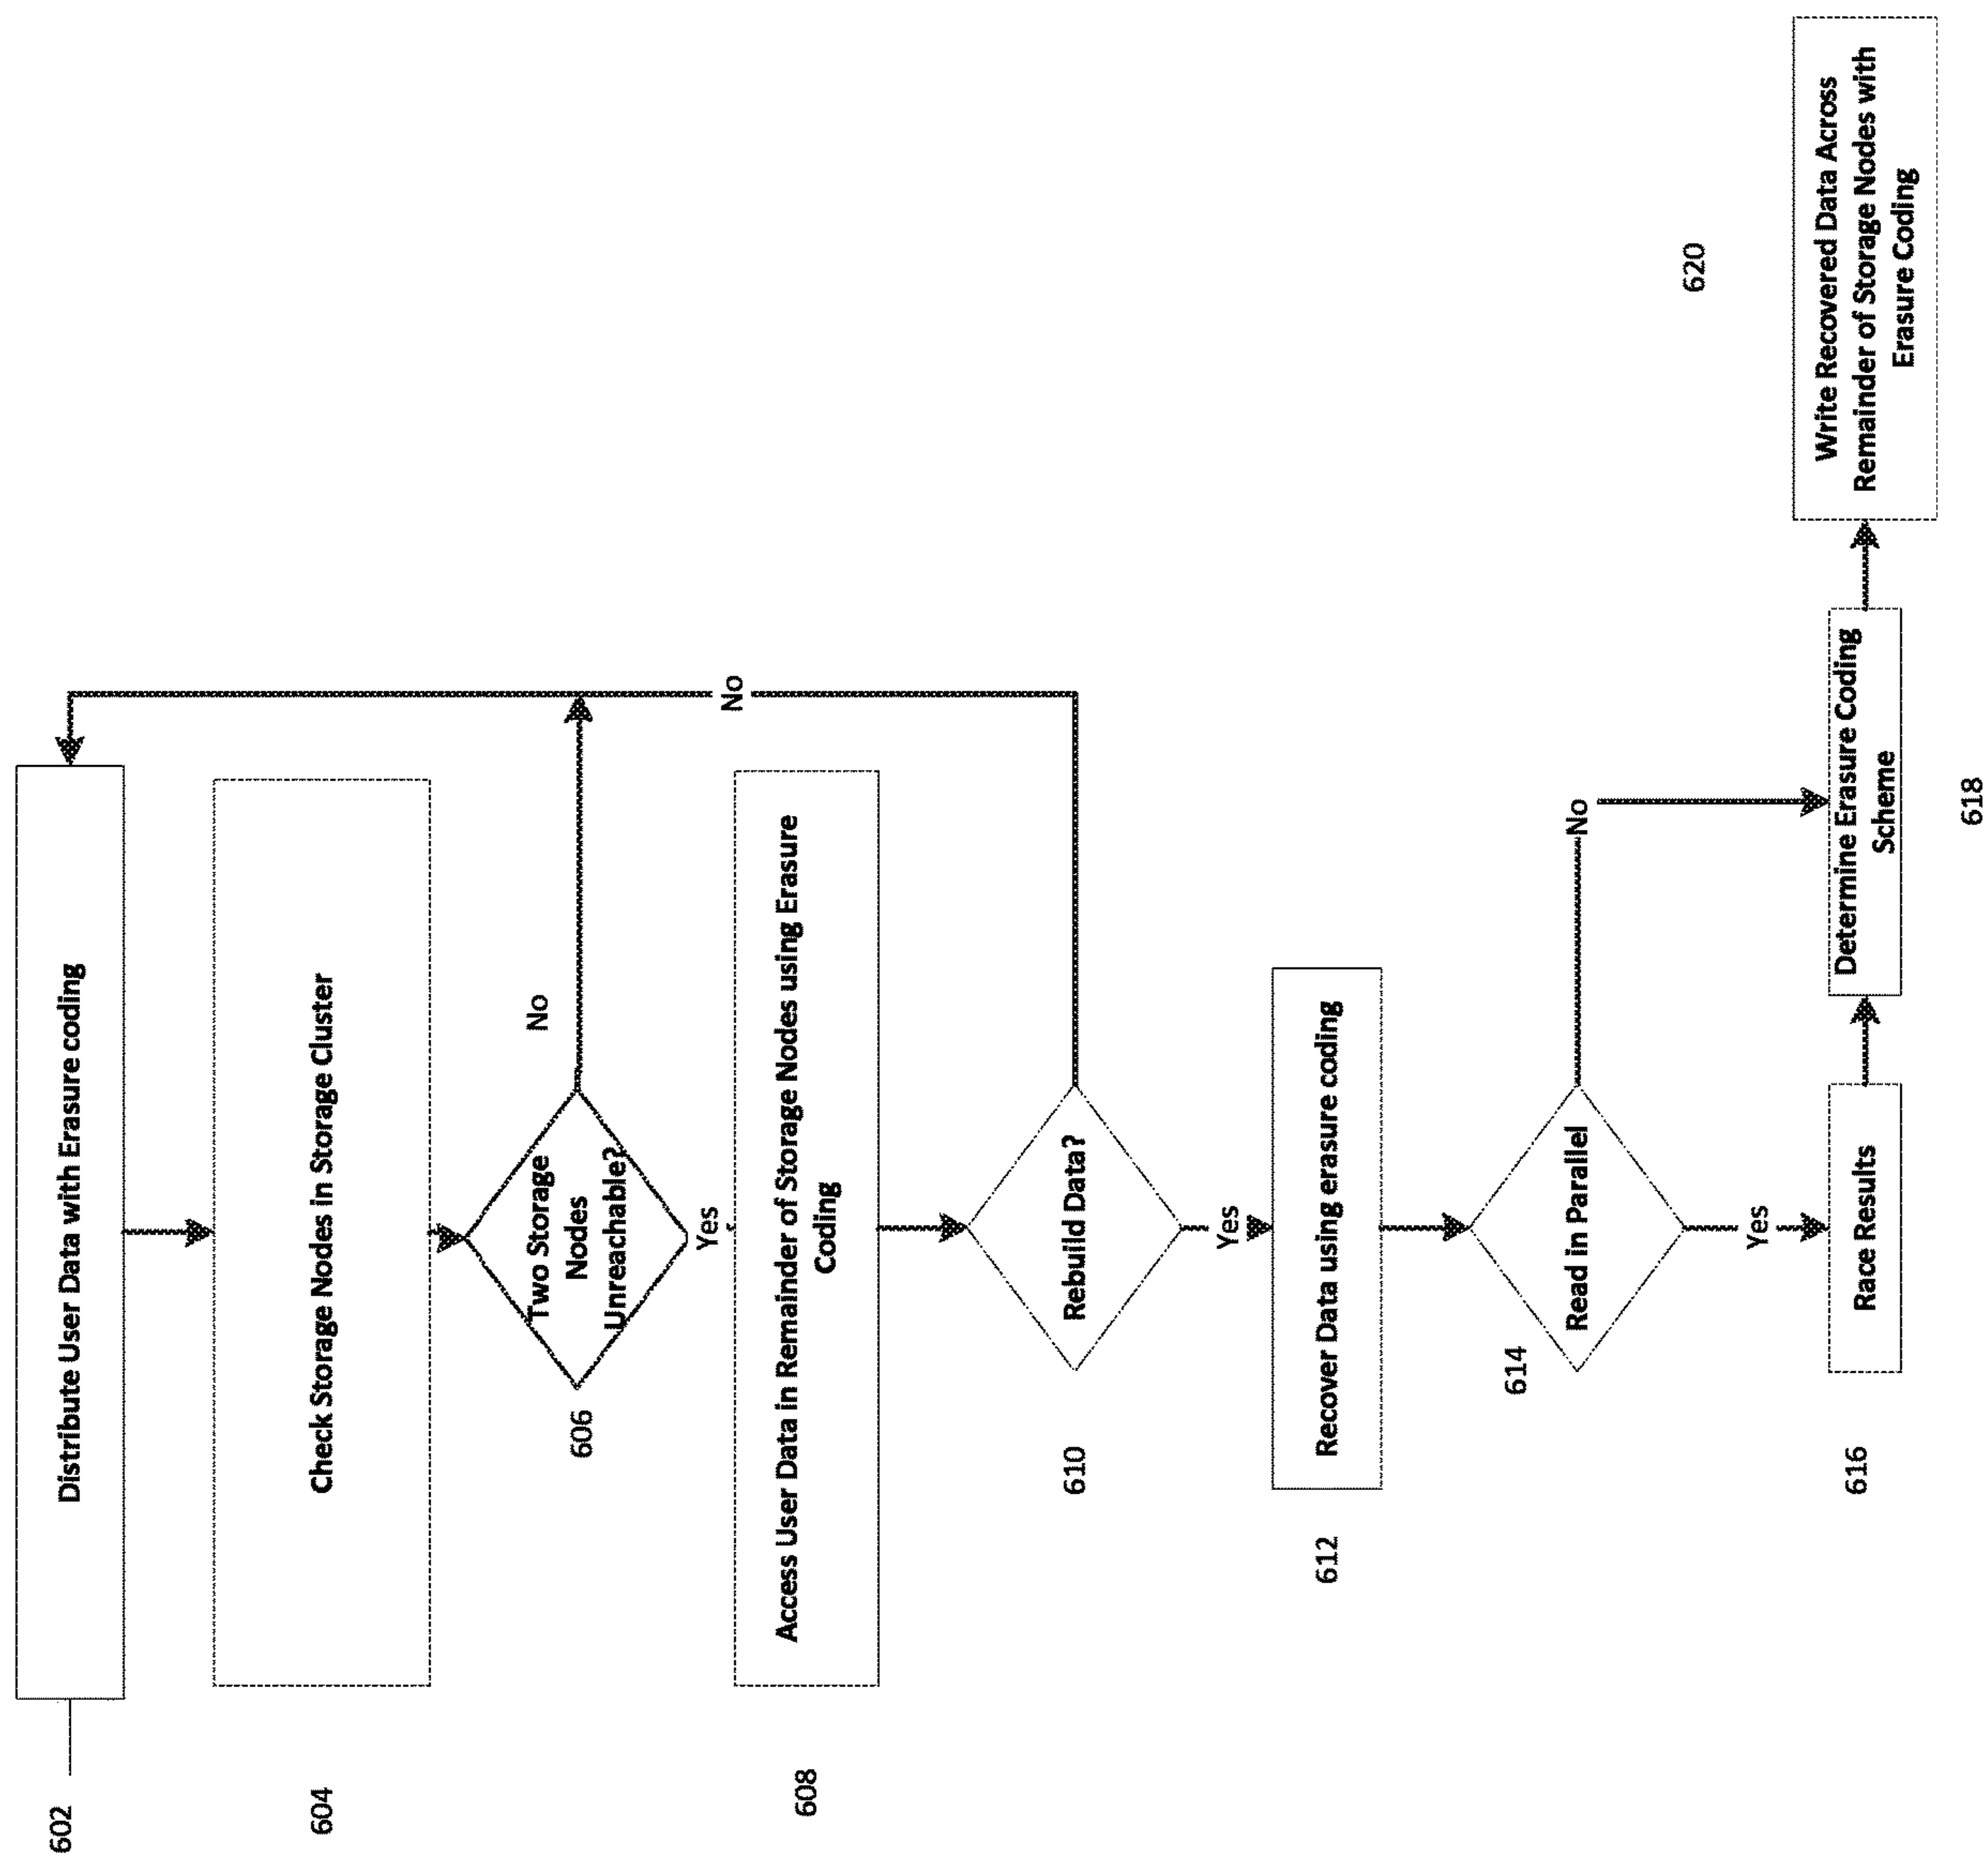 602
Distribute User Data with Erasure coding
604
Check Storage Nodes in Storage Cluster
606
Two Storage
Nodes
Unreachable?
No
Yes
608
Access User Data in Remainder of Storage Nodes using Erasure
Coding
610
Rebuild Data?
No
Yes
612
Recover Data using erasure coding
614
Read in Parallel
No
Yes
616
Race Results
Determine Erasure Coding
Scheme
618
620
Write Recovered Data Across
Remainder of Storage Nodes with
Erasure Coding